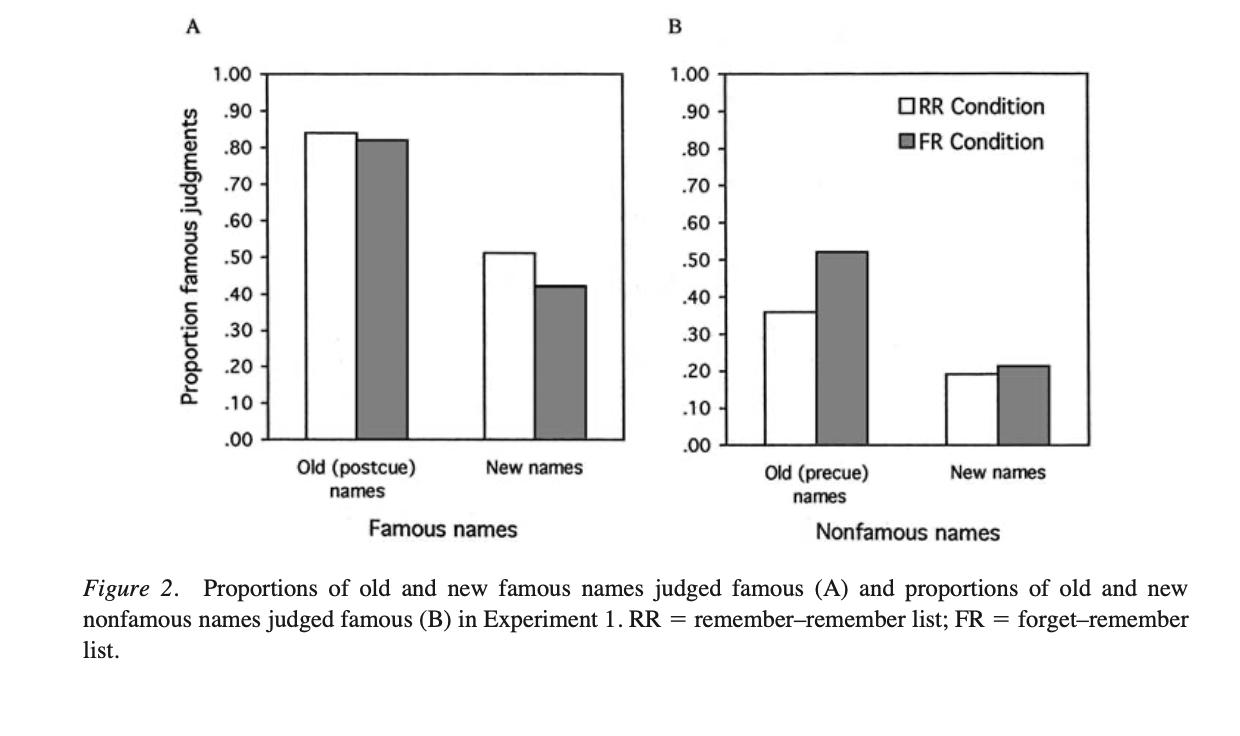 A
1.00
.90
.80
.70
.60
.50
.40
.30
.20
.10
.00
Proportion famous judgments
Old (postcue)
names
New names
Famous names
B
1.00
.90
.80
.70
.60
.50
.40
.30
.20
.10
.00
RR Condition
FR Condition
Old (precue)
names
New names
Nonfamous names
Figure 2. Proportions of old and new famous names judged famous (A) and proportions of old and new
nonfamous names judged famous (B) in Experiment 1. RR = remember–remember list; FR = forget–remember
list.